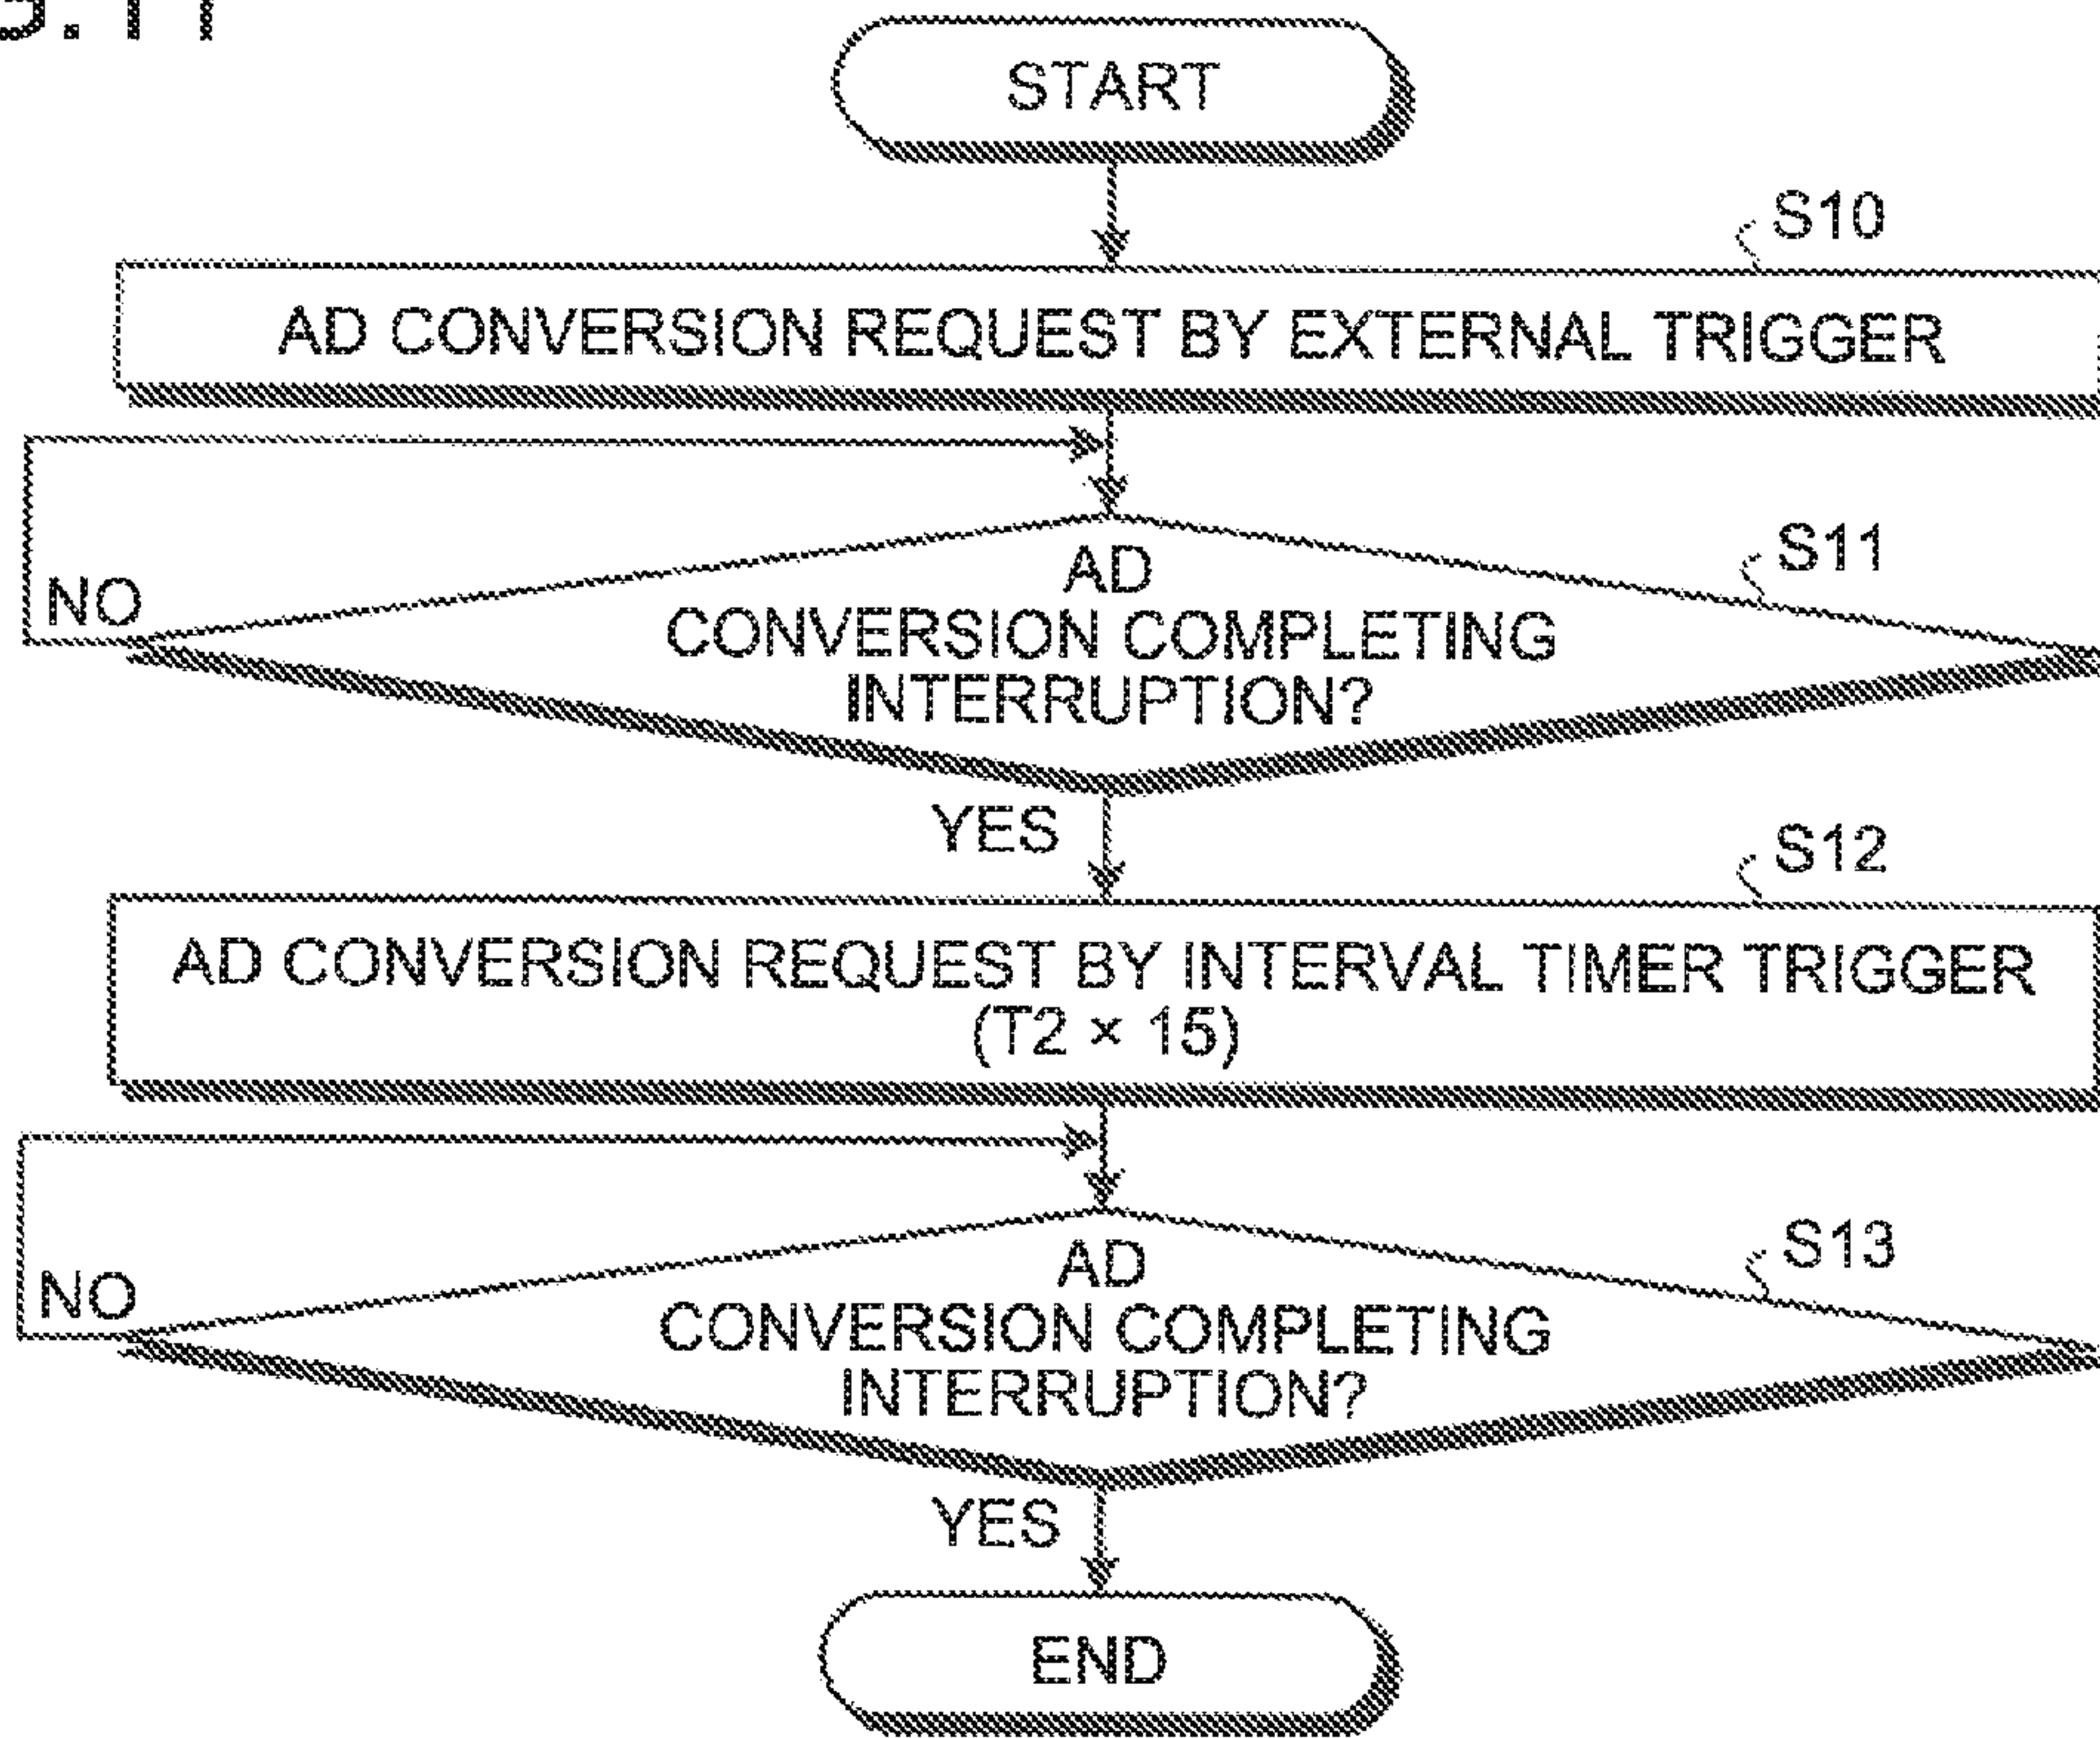 START
S10
AD CONVERSION REQUEST BY EXTERNAL TRIGGER
S11
AD
CONVERSION COMPLETING
INTERRUPTION?
NO
YES
S12
AD CONVERSION REQUEST BY INTERVAL TIMER TRIGGER
(T2 × 15)
S13
AD
CONVERSION COMPLETING
INTERRUPTION?
NO
YES
END